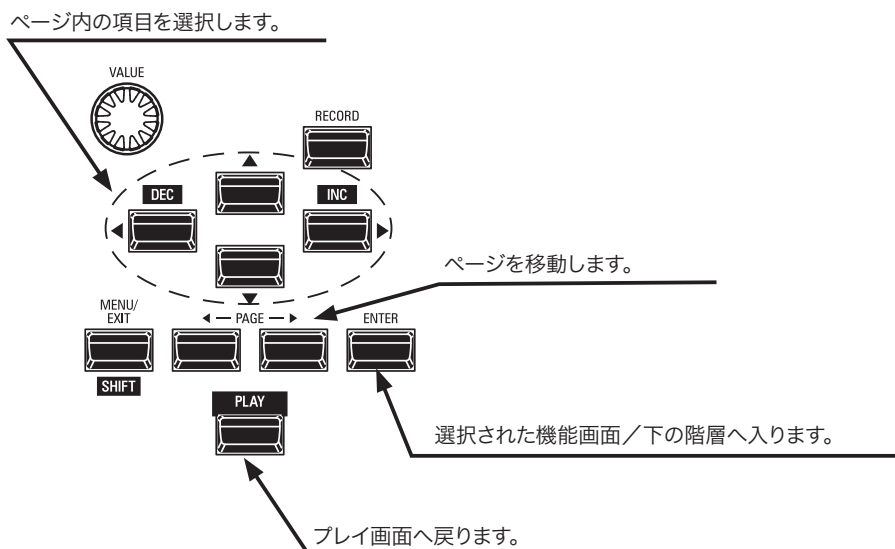 ページ内の項目を選択します。
VALUE
RECORD
DEC
INC
ページを移動します。
MENU/
EXIT
PAGE
ENTER
SHIFT
PLAY
選択された機能画面／下の階層へ入ります。
プレイ画面へ戻ります。